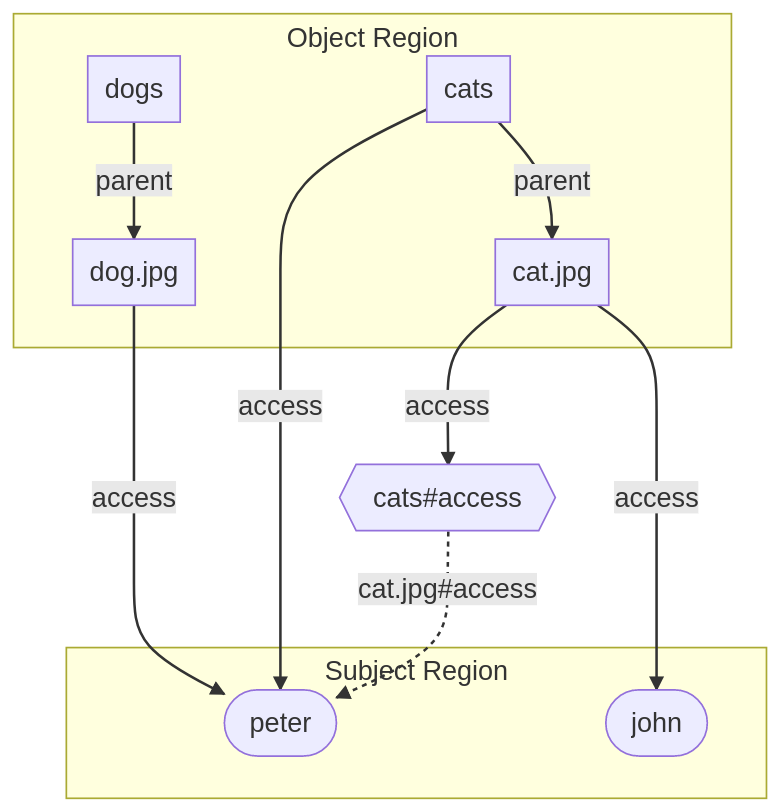 Object Region
dogs
cats
parent
parent
dog.jpg
cat.jpg
access
access
cats#access
access
access
cat.jpg#access
Subject Region
peter
john